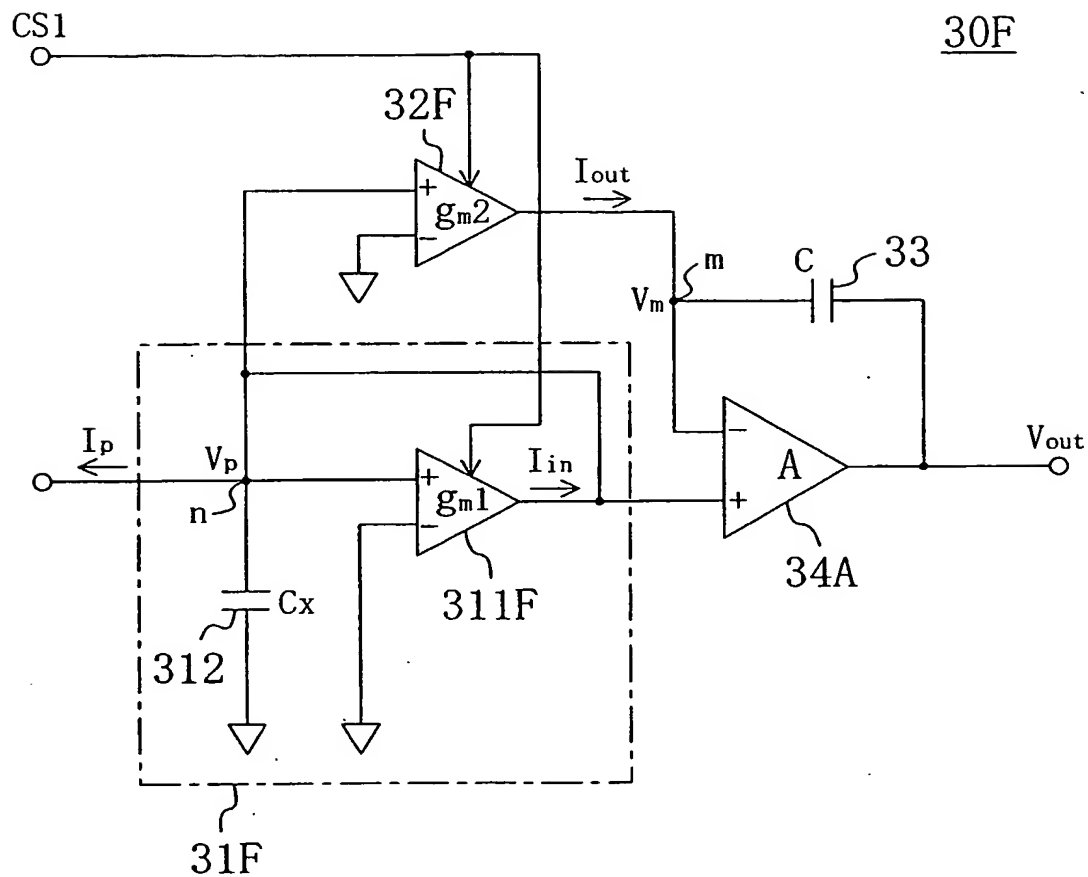 CS1
30F
32F
+
gm2
−
Iout
m
C
33
Vm
Ip
Vp
n
+
gm1
−
Iin
−
A
+
Vout
34A
311F
Cx
312
31F